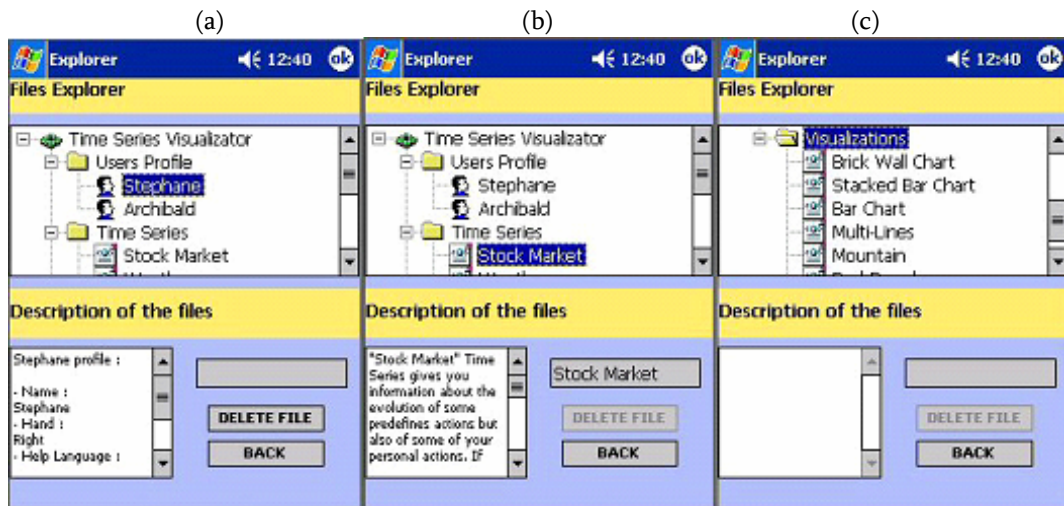 (a)
Explorer 12:40 ok
Files Explorer
Time Series Visualizator
Users Profile
Stephane
Archibald
Time Series
Stock Market
Description of the files
Stephane profile :
- Name :
Stephane
- Hand :
Right
- Help Language :
DELETE FILE
BACK
(b)
Explorer 12:40 ok
Files Explorer
Time Series Visualizator
Users Profile
Stephane
Archibald
Time Series
Stock Market
Description of the files
"Stock Market" Time
Series gives you
information about the
evolution of some
predefines actions but
also of some of your
personal actions. If
Stock Market
DELETE FILE
BACK
(c)
Explorer 12:40 ok
Files Explorer
Visualizations
Brick Wall Chart
Stacked Bar Chart
Bar Chart
Multi-Lines
Mountain
Description of the files
DELETE FILE
BACK